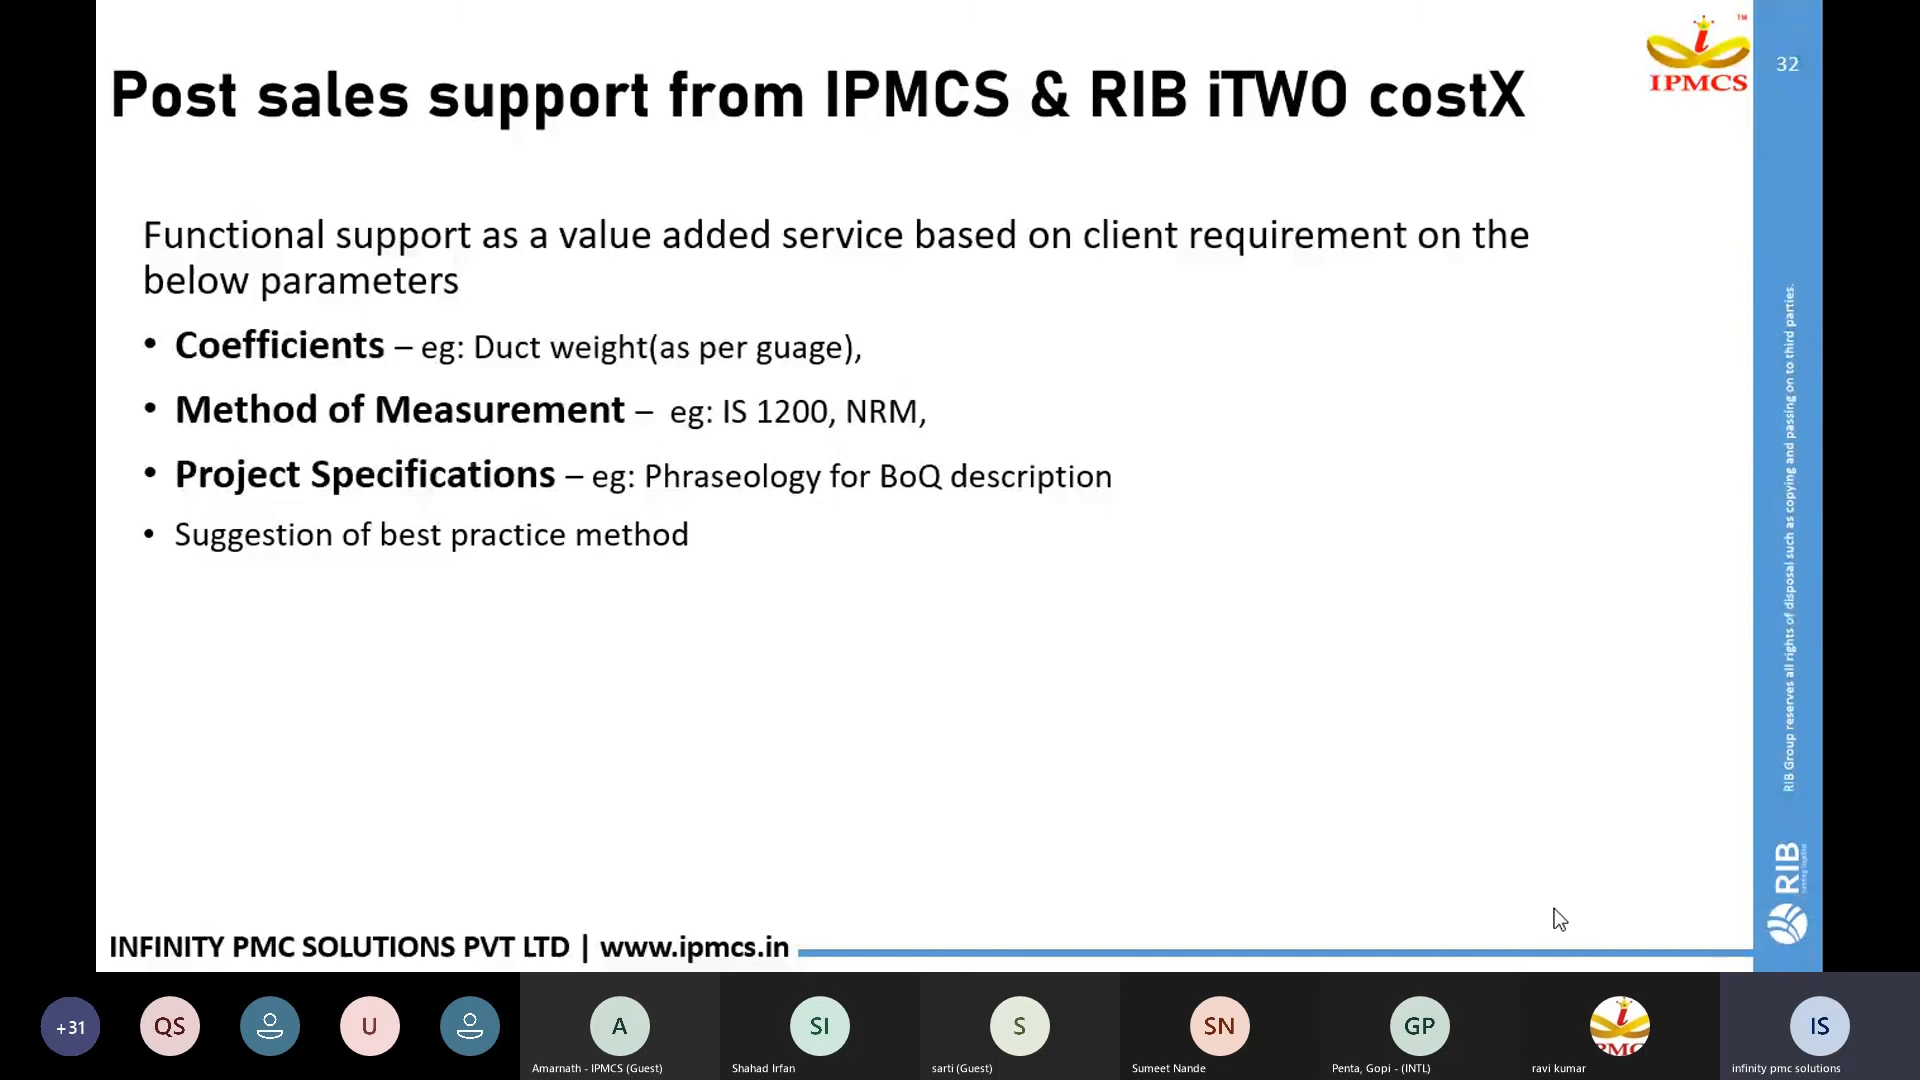 Post sales support from IPMCS & RIB iTWO costX
TM
i
IPMCS
32
Functional support as a value added service based on client requirement on the
below parameters
• Coefficients – eg: Duct weight(as per guage),
• Method of Measurement – eg: IS 1200, NRM,
• Project Specifications – eg: Phraseology for BoQ description
• Suggestion of best practice method
RIB Group reserves all rights of disposal such as copying and passing on to third parties.
RIB
INFINITY PMC SOLUTIONS PVT LTD | www.ipmcs.in
+31
QS
U
A
SI
S
SN
GP
i
IS
Amarnath - IPMCS (Guest)
Shahad Irfan
sarti (Guest)
Sumeet Nande
Penta, Gopi - (INTL)
ravi kumar
infinity pmc solutions